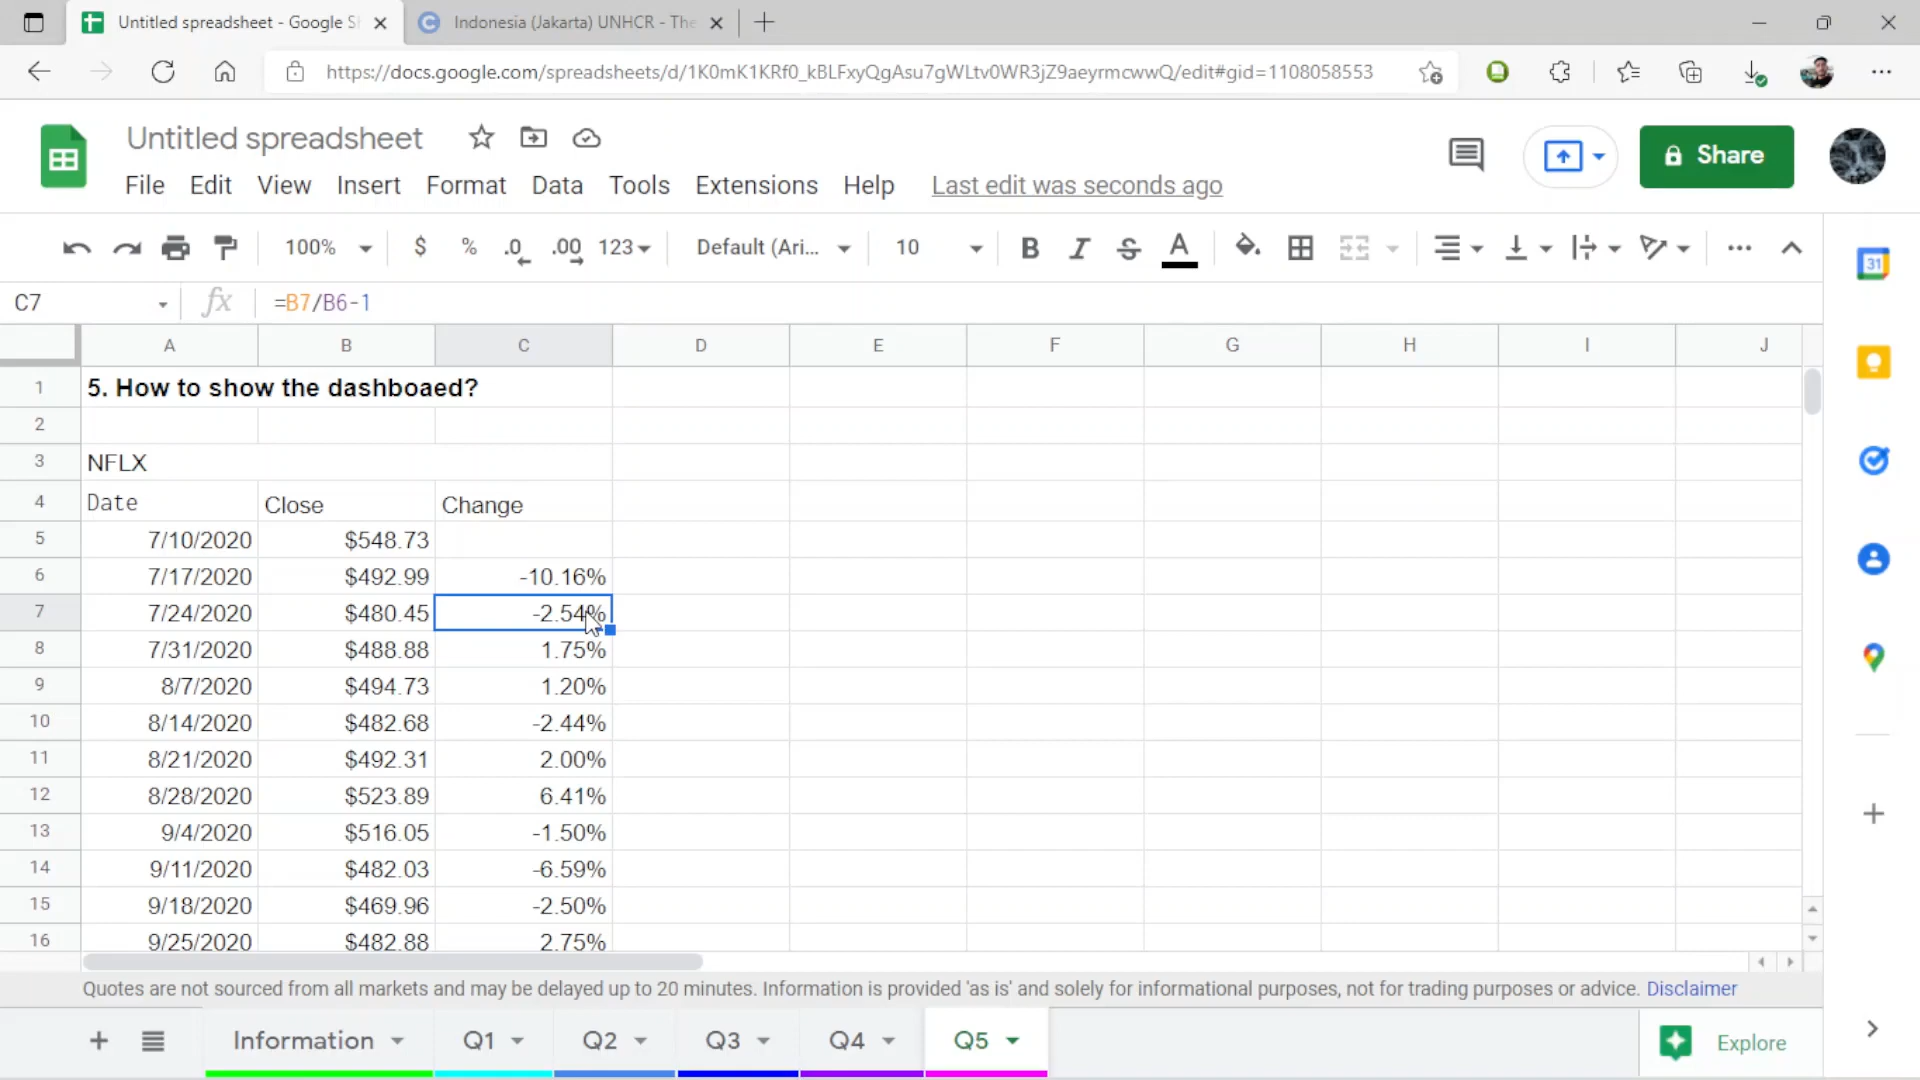 Untitled spreadsheet - Google S
Indonesia (Jakarta) UNHCR - The
https://docs.google.com/spreadsheets/d/1K0mK1KRf0_kBLFxyQgAsu7gWLtv0WR3jZ9aeyrmcwwQ/edit#gid=1108058553
Untitled spreadsheet
Share
File Edit View Insert Format Data Tools Extensions Help Last edit was seconds ago
100% $ % .0 .00 123 Default (Ari... 10 B I S A
31
C7 fx =B7/B6-1
A B C D E F G H I J
1 5. How to show the dashboaed?
2
3 NFLX
4 Date Close Change
5 7/10/2020 $548.73
6 7/17/2020 $492.99 -10.16%
7 7/24/2020 $480.45 -2.54%
8 7/31/2020 $488.88 1.75%
9 8/7/2020 $494.73 1.20%
10 8/14/2020 $482.68 -2.44%
11 8/21/2020 $492.31 2.00%
12 8/28/2020 $523.89 6.41%
13 9/4/2020 $516.05 -1.50%
14 9/11/2020 $482.03 -6.59%
15 9/18/2020 $469.96 -2.50%
16 9/25/2020 $482.88 2.75%
Quotes are not sourced from all markets and may be delayed up to 20 minutes. Information is provided 'as is' and solely for informational purposes, not for trading purposes or advice. Disclaimer
Information Q1 Q2 Q3 Q4 Q5 Explore